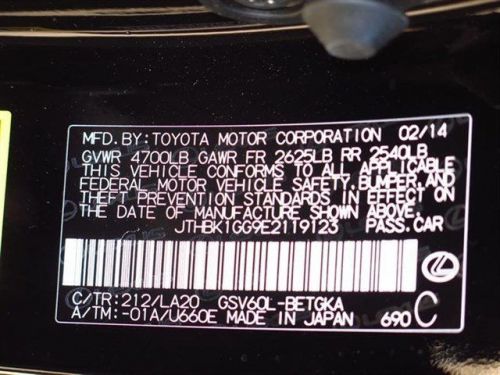 MFD.BY:TOYOTA MOTOR CORPORATION 02/14
GVWR 4700LB GAWR FR 2625LB RR 2540LB
THIS VEHICLE CONFORMS TO ALL APPLICABLE
FEDERAL MOTOR VEHICLE SAFETY,BUMPER,AND
THEFT PREVENTION STANDARDS IN EFFECT ON
THE DATE OF MANUFACTURE SHOWN ABOVE.
JTHBK1GG9E2119123 PASS.CAR
C/TR:212/LA20 GSV60L-BETGKA C
A/TM:-01A/U660E MADE IN JAPAN 690